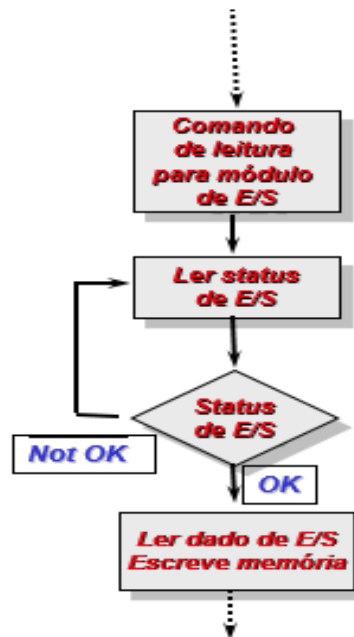 Comando
de leitura
para módulo
de E/S
Ler status
de E/S
Status
de E/S
Not OK
OK
Ler dado de E/S
Escreve memória